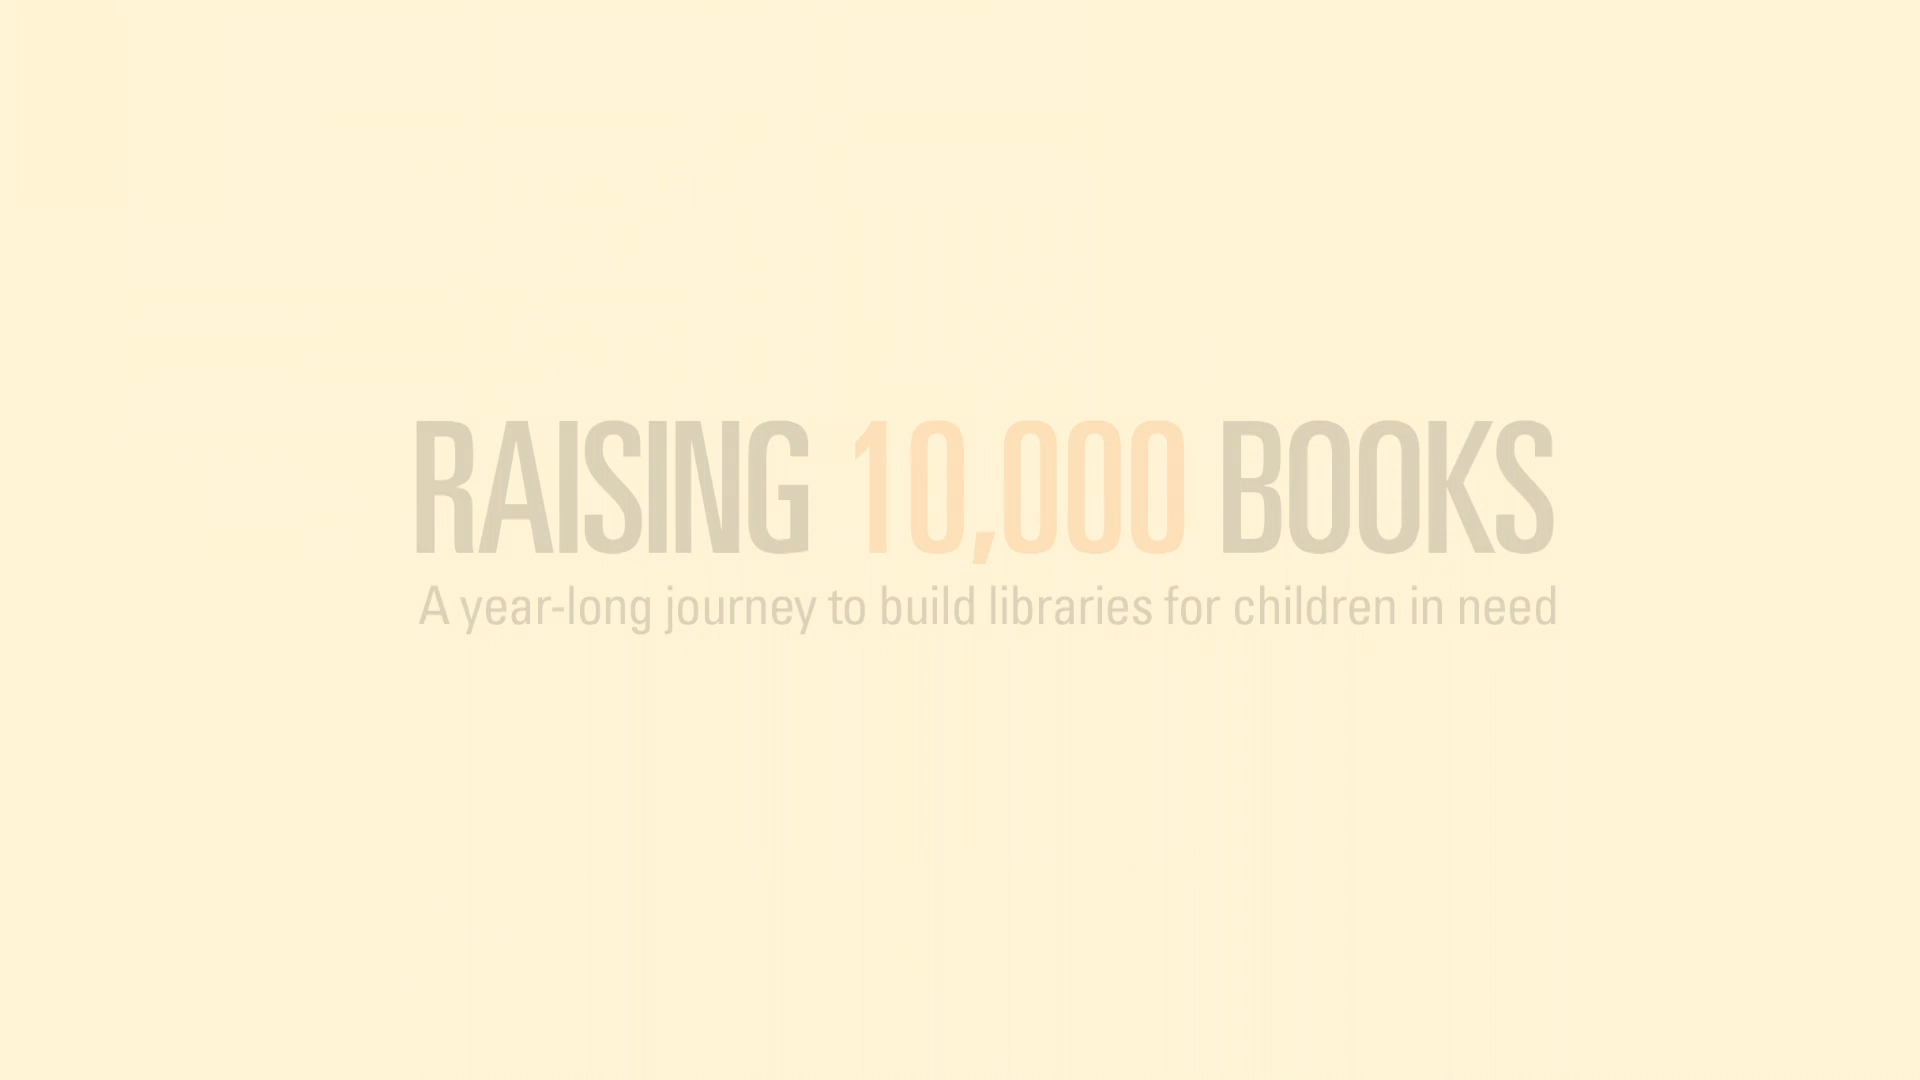 RAISING 10,000 BOOKS
A year-long journey to build libraries for children in need